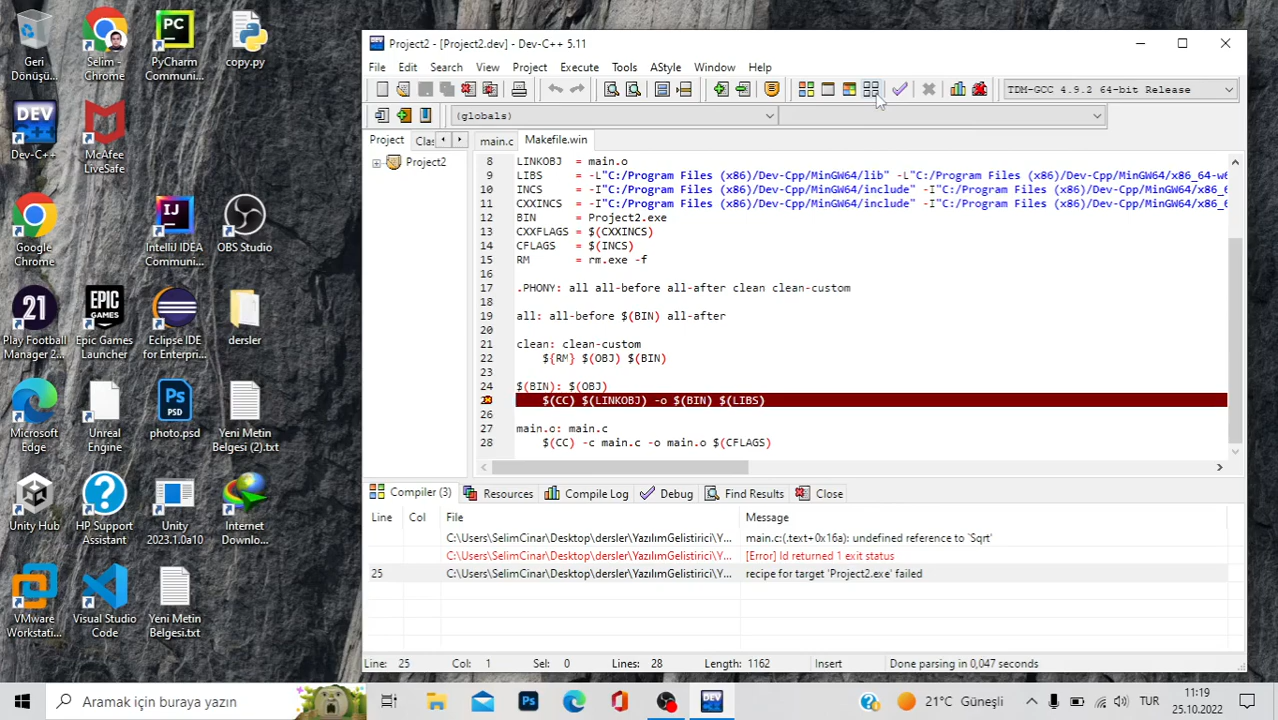 Geri
Dönüşü...
Selim -
Chrome
PyCharm
Communi...
copy.py
Dev-C++
McAfee
LiveSafe
Google
Chrome
IntelliJ IDEA
Communi...
OBS Studio
Play Football
Manager 2...
Epic Games
Launcher
Eclipse IDE
for Enterpri...
dersler
Microsoft
Edge
Unreal
Engine
photo.psd
Yeni Metin
Belgesi (2).txt
Unity Hub
HP Support
Assistant
Unity
2023.1.0a10
Internet
Downlo...
VMware
Workstati...
Visual Studio
Code
Yeni Metin
Belgesi.txt
Project2 - [Project2.dev] - Dev-C++ 5.11
File Edit Search View Project Execute Tools AStyle Window Help
TDM-GCC 4.9.2 64-bit Release
(globals)
Project Clas main.c Makefile.win
Project2
8 LINKOBJ = main.o
9 LIBS = -L"C:/Program Files (x86)/Dev-Cpp/MinGW64/lib" -L"C:/Program Files (x86)/Dev-Cpp/MinGW64/x86_64-w6
10 INCS = -I"C:/Program Files (x86)/Dev-Cpp/MinGW64/include" -I"C:/Program Files (x86)/Dev-Cpp/MinGW64/x86_6
11 CXXINCS = -I"C:/Program Files (x86)/Dev-Cpp/MinGW64/include" -I"C:/Program Files (x86)/Dev-Cpp/MinGW64/x86_6
12 BIN = Project2.exe
13 CXXFLAGS = $(CXXINCS)
14 CFLAGS = $(INCS)
15 RM = rm.exe -f
16
17 .PHONY: all all-before all-after clean clean-custom
18
19 all: all-before $(BIN) all-after
20
21 clean: clean-custom
22 ${RM} $(OBJ) $(BIN)
23
24 $(BIN): $(OBJ)
2 $(CC) $(LINKOBJ) -o $(BIN) $(LIBS)
26
27 main.o: main.c
28 $(CC) -c main.c -o main.o $(CFLAGS)
Compiler (3) Resources Compile Log Debug Find Results Close
Line Col File Message
C:\Users\SelimCinar\Desktop\dersler\YazılımGelistirici\Y... main.c:(.text+0x16a): undefined reference to `Sqrt'
C:\Users\SelimCinar\Desktop\dersler\YazılımGelistirici\Y... [Error] ld returned 1 exit status
25 C:\Users\SelimCinar\Desktop\dersler\YazılımGelistirici\Y... recipe for target 'Project2.exe' failed
Line: 25 Col: 1 Sel: 0 Lines: 28 Length: 1162 Insert Done parsing in 0,047 seconds
Aramak için buraya yazın
21°C Güneşli
TUR
11:19
25.10.2022